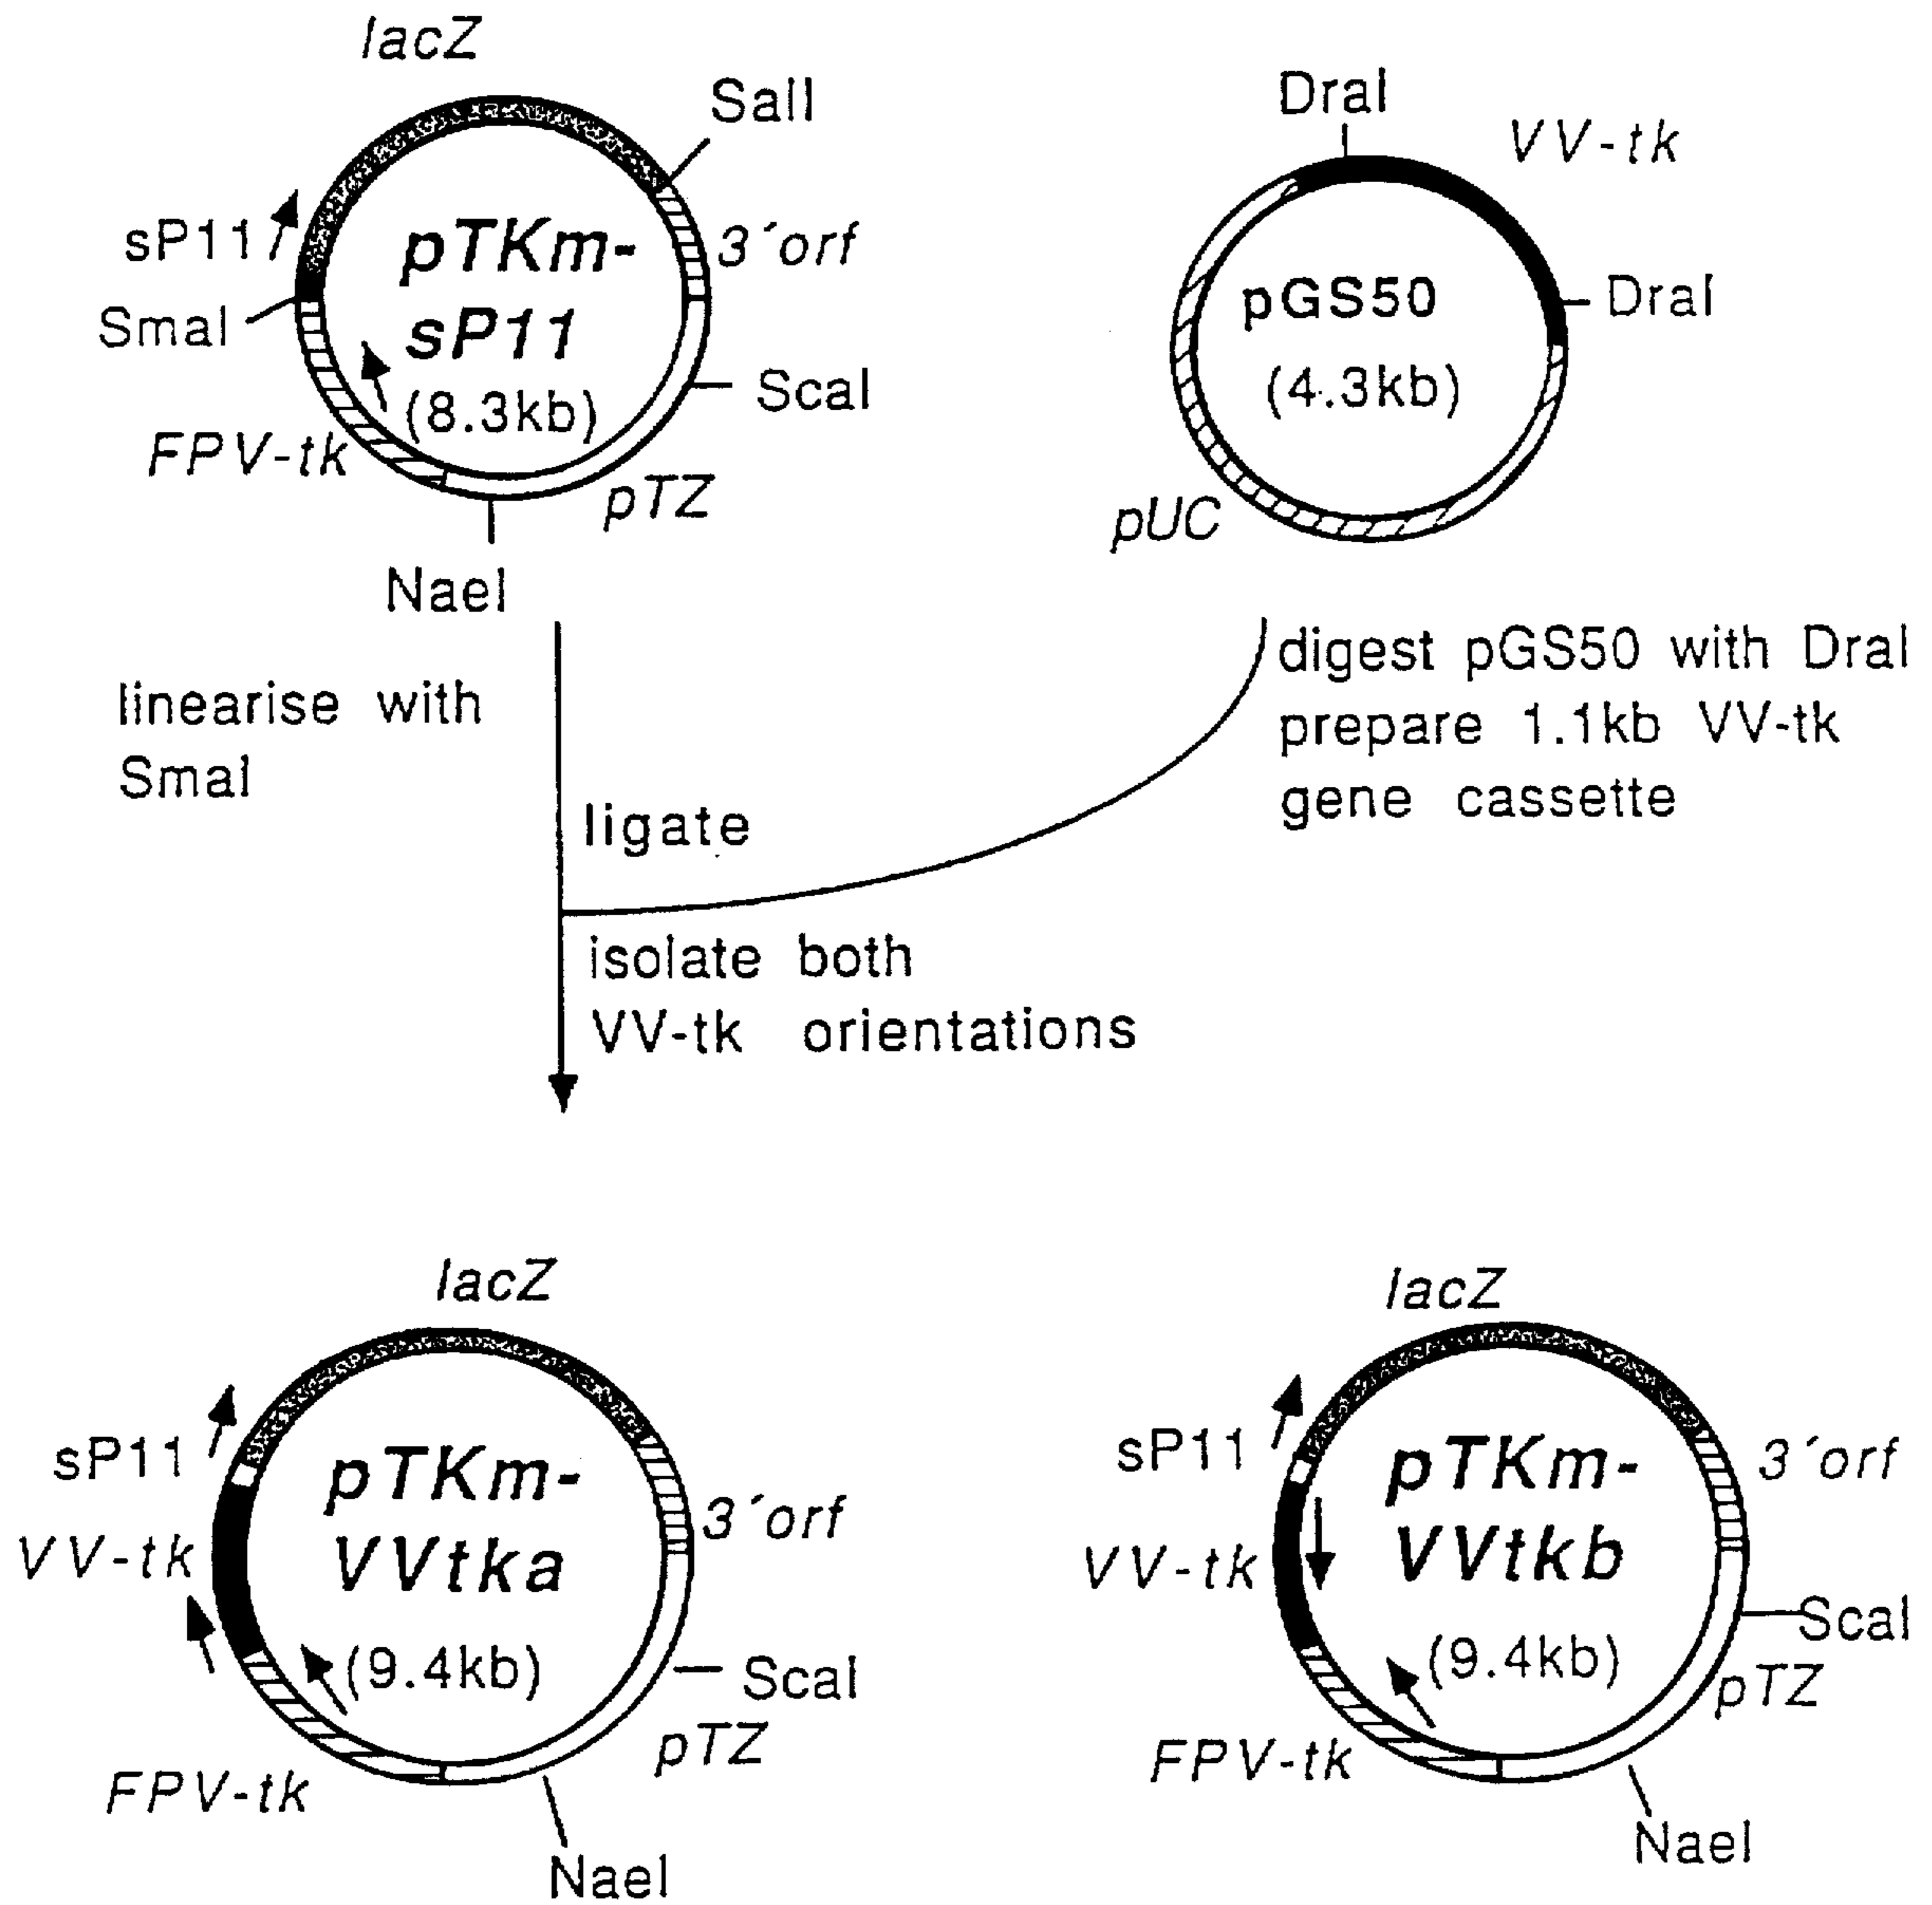 lacZ
SalI
sP11
pTKm-
sP11
(8.3kb)
3´orf
SmaI
ScaI
FPV-tk
pTZ
NaeI
DraI
VV-tk
pGS50
(4.3kb)
DraI
pUC
linearise with
SmaI
digest pGS50 with DraI
prepare 1.1kb VV-tk
gene cassette
ligate
isolate both
VV-tk orientations
lacZ
sP11
pTKm-
VVtka
(9.4kb)
3´orf
VV-tk
ScaI
pTZ
FPV-tk
NaeI
lacZ
sP11
pTKm-
VVtkb
(9.4kb)
3´orf
VV-tk
ScaI
pTZ
FPV-tk
NaeI